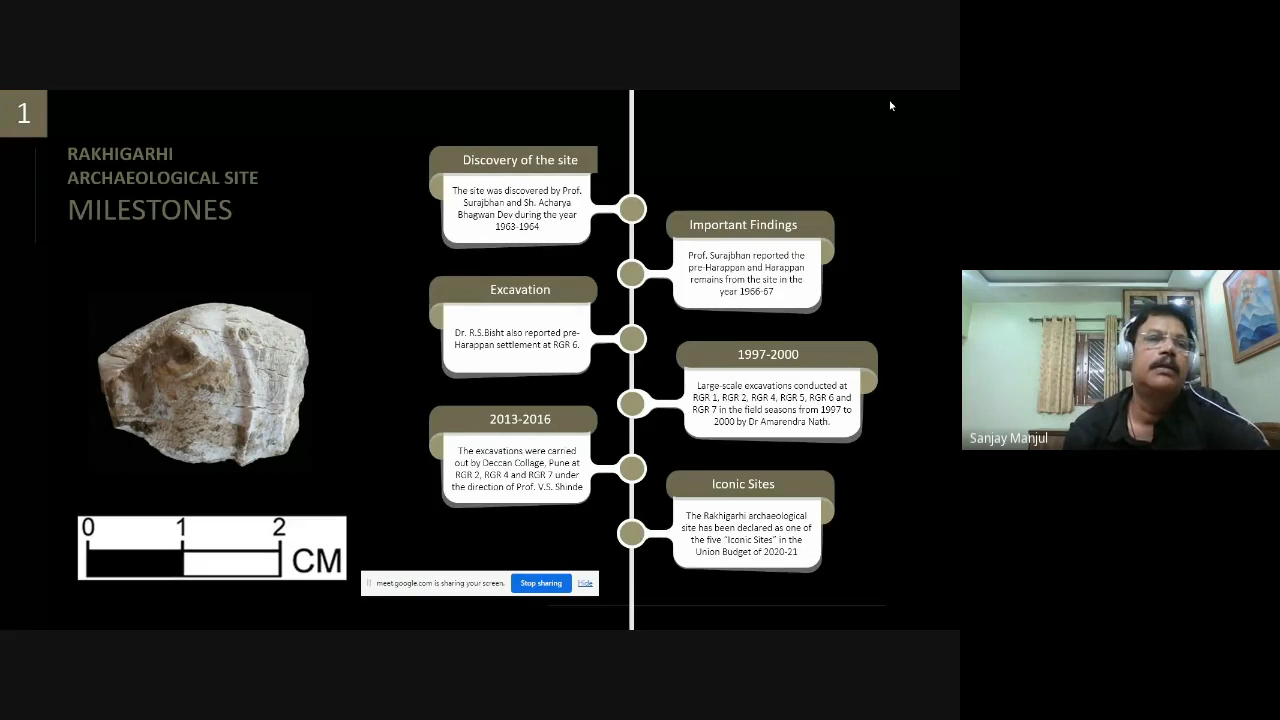 1
RAKHIGARHI
ARCHAEOLOGICAL SITE
MILESTONES
Discovery of the site
The site was discovered by Prof.
Surajbhan and Sh. Acharya
Bhagwan Dev during the year
1963-1964
Important Findings
Prof. Surajbhan reported the
pre-Harappan and Harappan
remains from the site in the
year 1966-67
Excavation
Dr. R.S.Bisht also reported pre-
Harappan settlement at RGR 6.
1997-2000
Large-scale excavations conducted at
RGR 1, RGR 2, RGR 4, RGR 5, RGR 6 and
RGR 7 in the field seasons from 1997 to
2000 by Dr Amarendra Nath.
2013-2016
The excavations were carried
out by Deccan Collage, Pune at
RGR 2, RGR 4 and RGR 7 under
the direction of Prof. V.S. Shinde
Iconic Sites
The Rakhigarhi archaeological
site has been declared as one of
the five “Iconic Sites” in the
Union Budget of 2020-21
0 1 2
CM
meet.google.com is sharing your screen. Stop sharing Hide
Sanjay Manjul